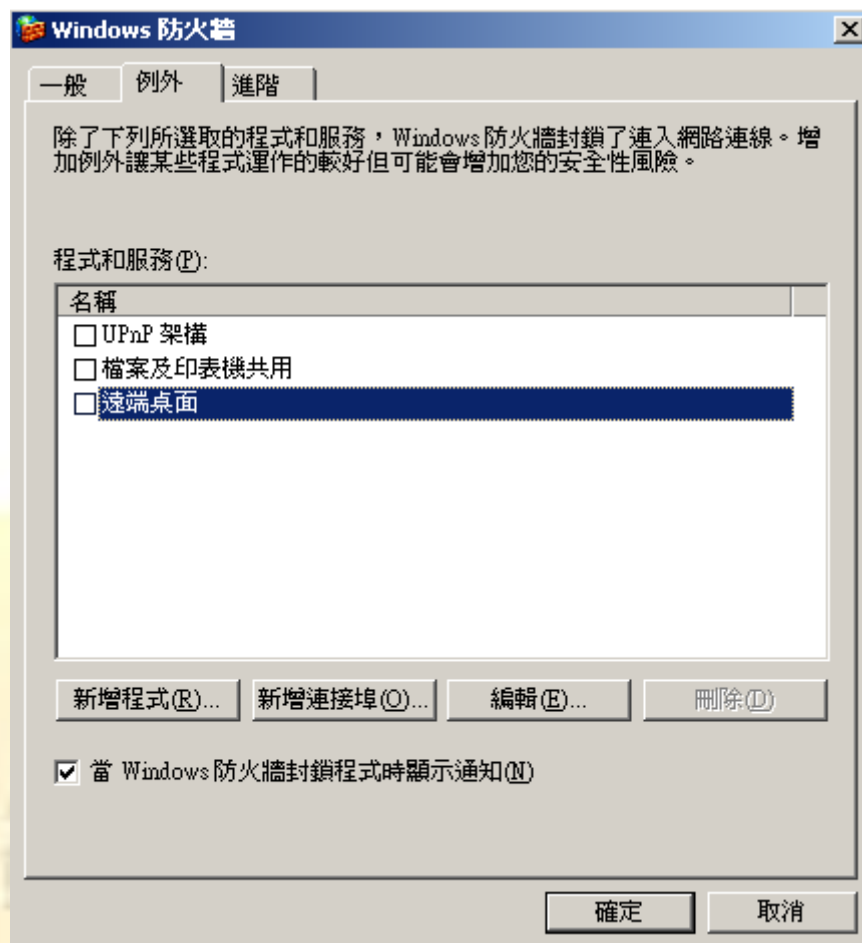 Windows 防火牆
一般
例外
進階
除了下列所選取的程式和服務，Windows 防火牆封鎖了連入網路連線。增
加例外讓某些程式運作的較好但可能會增加您的安全性風險。
程式和服務(P):
名稱
UPnP 架構
檔案及印表機共用
遠端桌面
新增程式(R)...
新增連接埠(O)...
編輯(E)...
刪除(D)
當 Windows 防火牆封鎖程式時顯示通知(N)
確定
取消